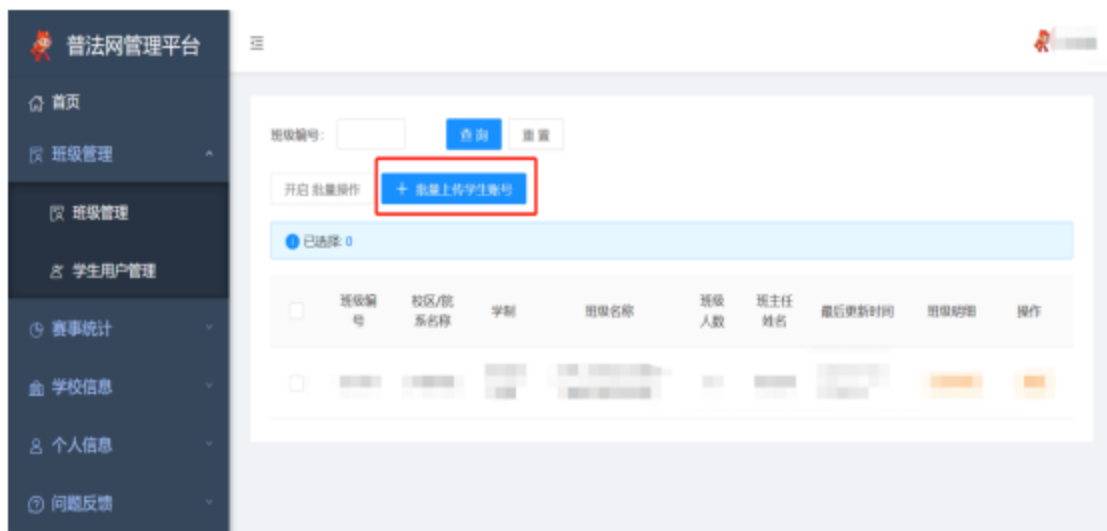 普法网管理平台
首页
班级管理
班级管理
学生用户管理
赛事统计
学校信息
个人信息
问题反馈
班级编号:
查询
重置
开启 批量操作
+ 批量上传学生账号
已选择: 0
班级编号
校区/院系名称
学制
班级名称
班级人数
班主任姓名
最后更新时间
班级明细
操作